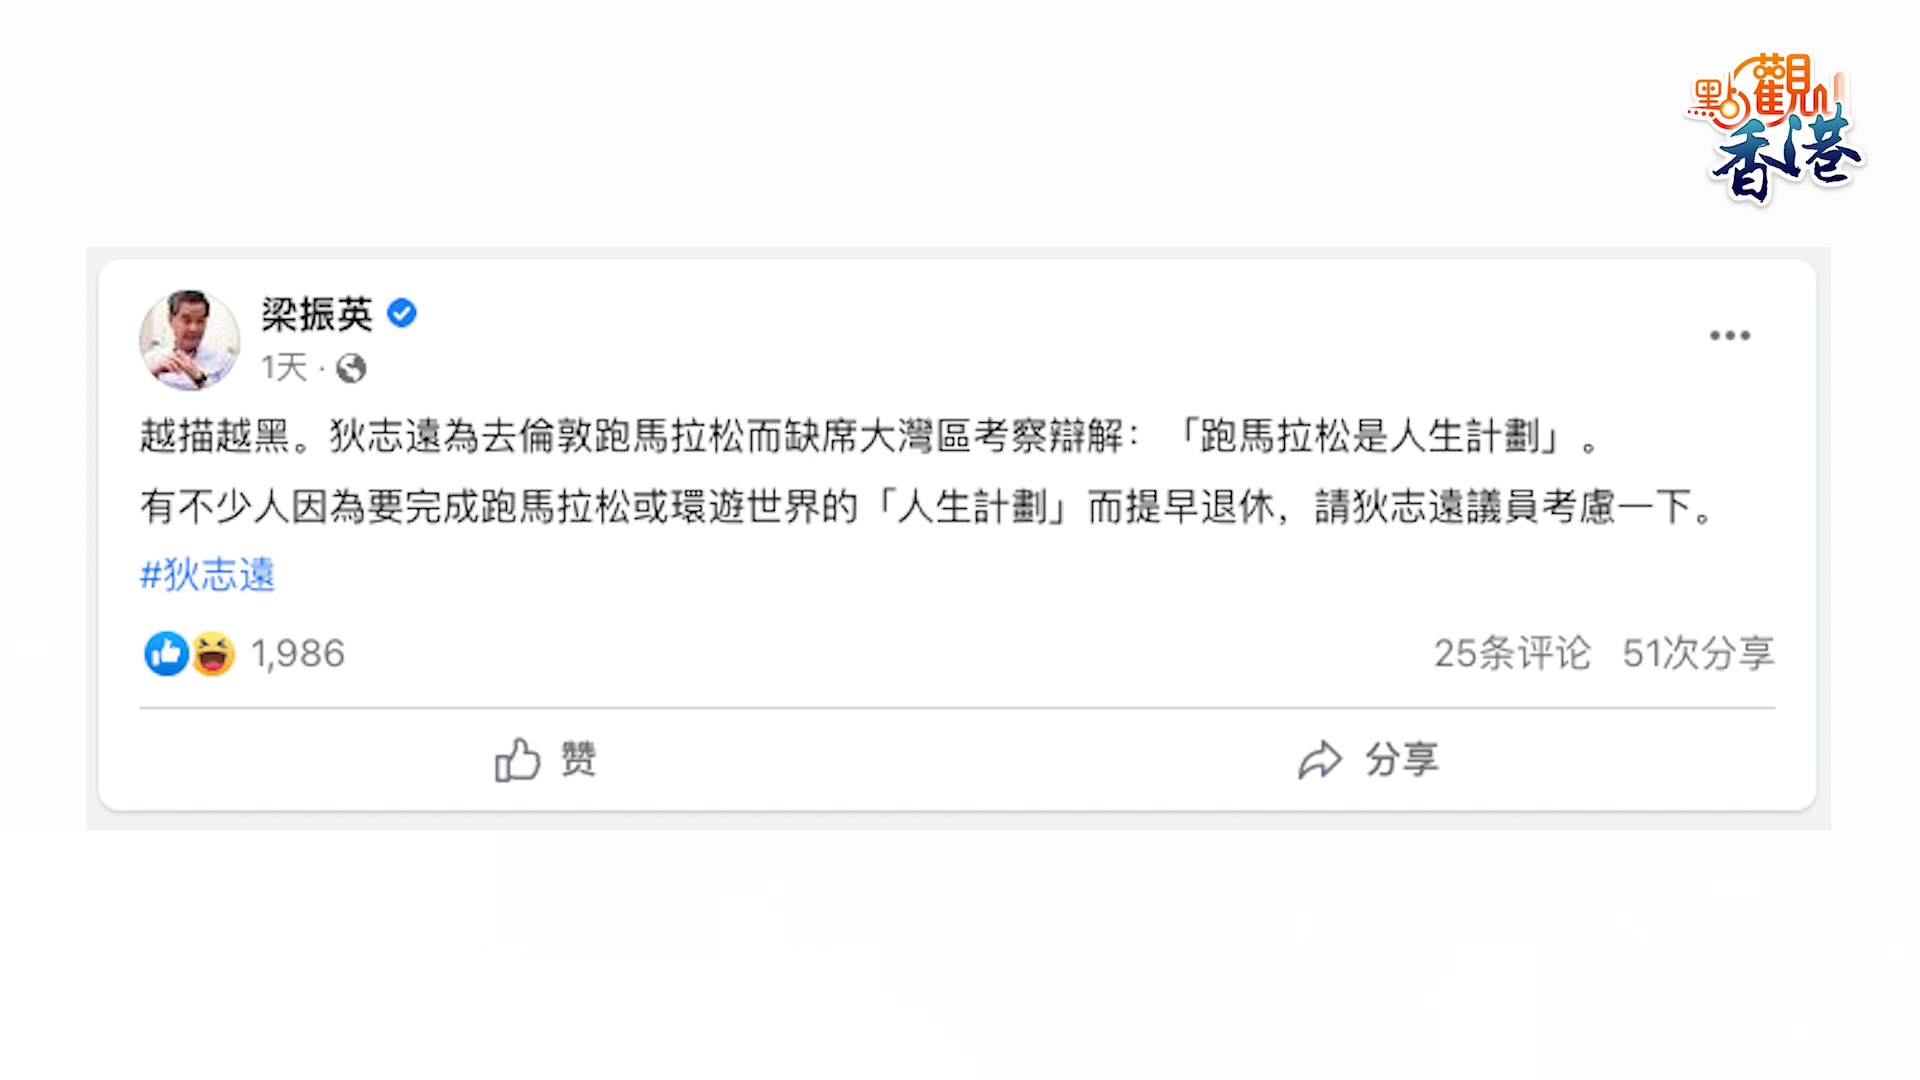 點觀
香港
梁振英
1天 ·
越描越黑。狄志遠為去倫敦跑馬拉松而缺席大灣區考察辯解：「跑馬拉松是人生計劃」。
有不少人因為要完成跑馬拉松或環遊世界的「人生計劃」而提早退休，請狄志遠議員考慮一下。
#狄志遠
1,986
25条评论 51次分享
赞
分享